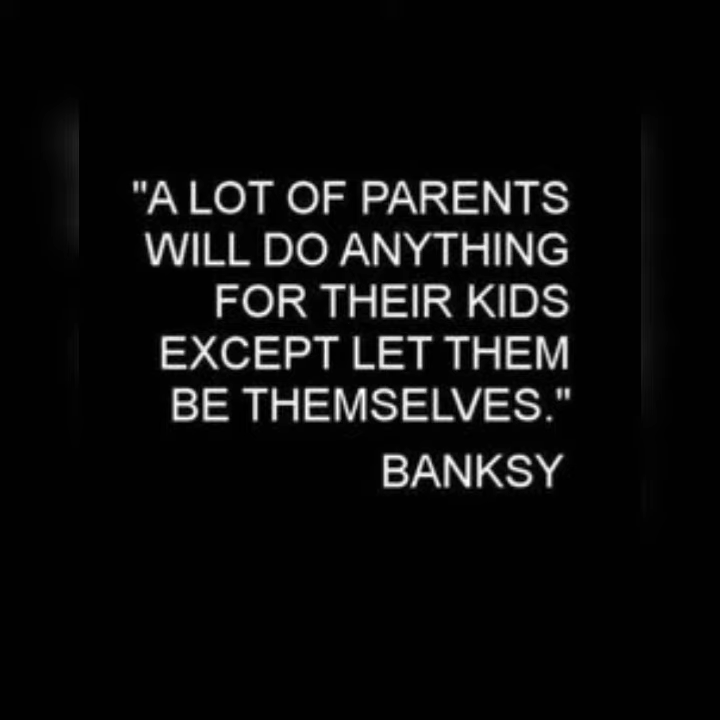 "A LOT OF PARENTS
WILL DO ANYTHING
FOR THEIR KIDS
EXCEPT LET THEM
BE THEMSELVES."
BANKSY